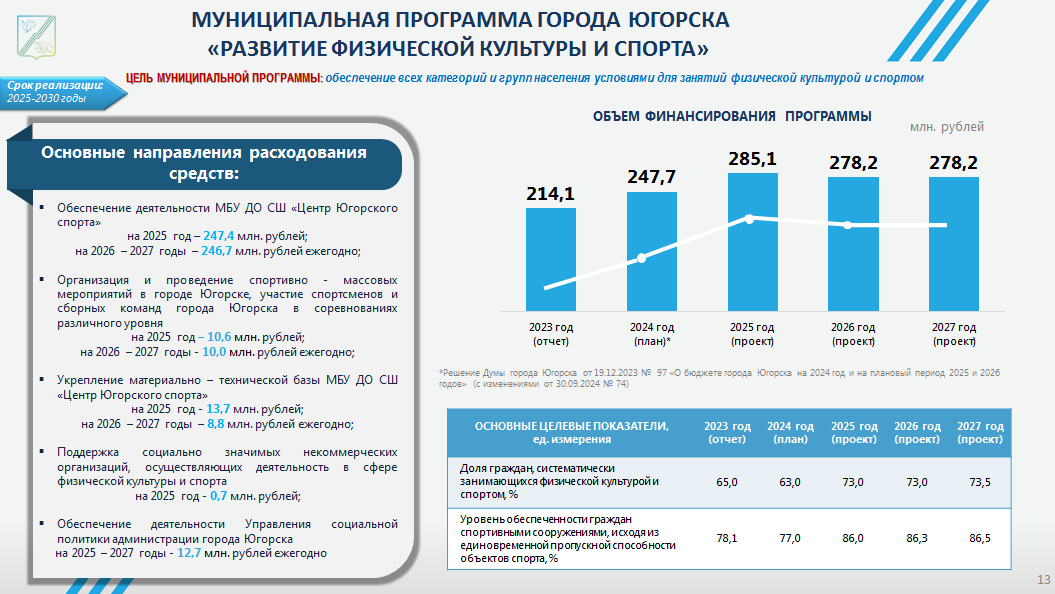 МУНИЦИПАЛЬНАЯ ПРОГРАММА ГОРОДА ЮГОРСКА
«РАЗВИТИЕ ФИЗИЧЕСКОЙ КУЛЬТУРЫ И СПОРТА»
ЦЕЛЬ МУНИЦИПАЛЬНОЙ ПРОГРАММЫ: обеспечение всех категорий и групп населения условиями для занятий физической культурой и спортом
Срок реализации:
2025-2030 годы
Основные направления расходования
средств:
▪ Обеспечение деятельности МБУ ДО СШ «Центр Югорского
спорта»
на 2025 год – 247,4 млн. рублей;
на 2026 – 2027 годы – 246,7 млн. рублей ежегодно;
▪ Организация и проведение спортивно - массовых
мероприятий в городе Югорске, участие спортсменов и
сборных команд города Югорска в соревнованиях
различного уровня
на 2025 год – 10,6 млн. рублей;
на 2026 – 2027 годы - 10,0 млн. рублей ежегодно;
▪ Укрепление материально – технической базы МБУ ДО СШ
«Центр Югорского спорта»
на 2025 год - 13,7 млн. рублей;
на 2026 – 2027 годы – 8,8 млн. рублей ежегодно;
▪ Поддержка социально значимых некоммерческих
организаций, осуществляющих деятельность в сфере
физической культуры и спорта
на 2025 год - 0,7 млн. рублей;
▪ Обеспечение деятельности Управления социальной
политики администрации города Югорска
на 2025 – 2027 годы - 12,7 млн. рублей ежегодно
ОБЪЕМ ФИНАНСИРОВАНИЯ ПРОГРАММЫ
млн. рублей
214,1 247,7 285,1 278,2 278,2
2023 год 2024 год 2025 год 2026 год 2027 год
(отчет) (план)* (проект) (проект) (проект)
*Решение Думы города Югорска от 19.12.2023 № 97 «О бюджете города Югорска на 2024 год и на плановый период 2025 и 2026
годов» (с изменениями от 30.09.2024 № 74)
ОСНОВНЫЕ ЦЕЛЕВЫЕ ПОКАЗАТЕЛИ, 2023 год 2024 год 2025 год 2026 год 2027 год
ед. измерения (отчет) (план) (проект) (проект) (проект)
Доля граждан, систематически
занимающихся физической культурой и 65,0 63,0 73,0 73,0 73,5
спортом, %
Уровень обеспеченности граждан
спортивными сооружениями, исходя из
единовременной пропускной способности 78,1 77,0 86,0 86,3 86,5
объектов спорта, %
13